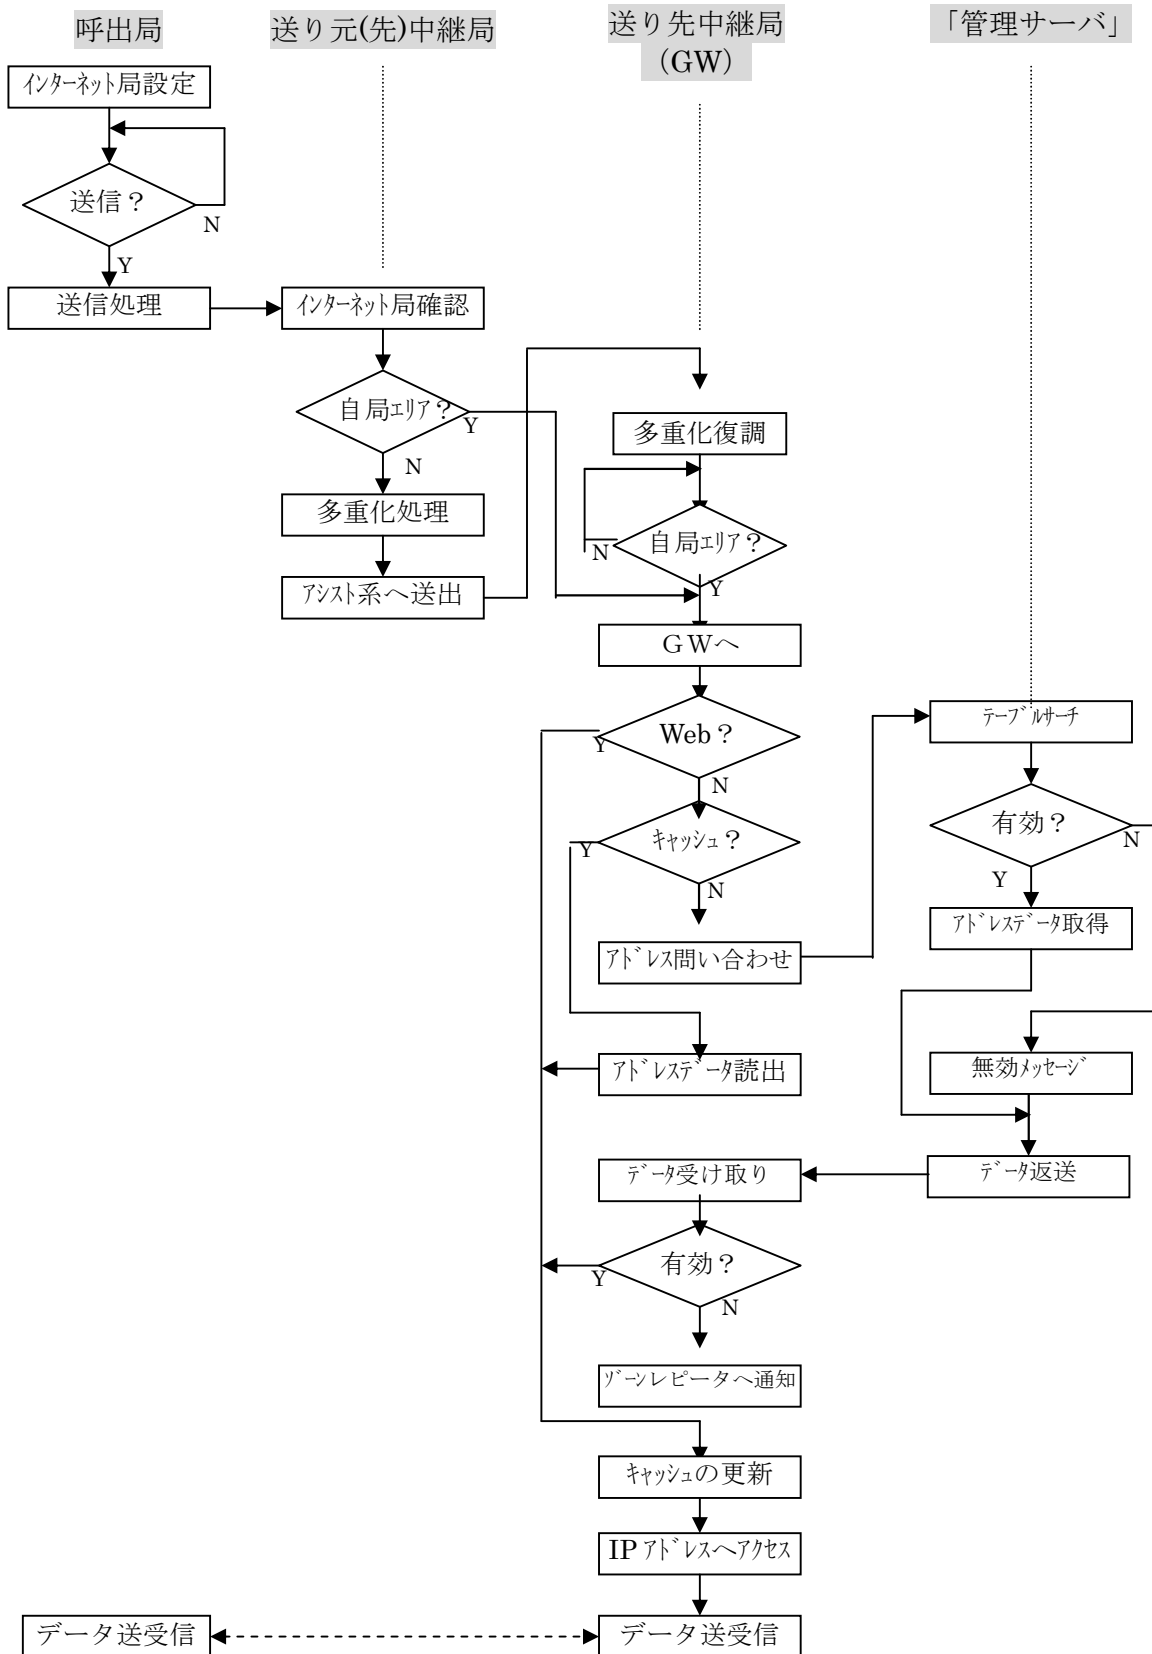 呼出局
送り元(先)中継局
送り先中継局
(GW)
「管理サーバ」
インターネット局設定
送信？
N
Y
送信処理
インターネット局確認
自局エリア？
Y
N
多重化処理
アシスト系へ送出
多重化復調
自局エリア？
N
Y
ＧＷへ
Web？
Y
N
キャッシュ？
Y
N
アドレス問い合わせ
アドレスデータ読出
テーブルサーチ
有効？
N
Y
アドレスデータ取得
無効メッセージ
データ返送
データ受け取り
有効？
Y
N
ゾーンレピータへ通知
キャッシュの更新
IPアドレスへアクセス
データ送受信
データ送受信